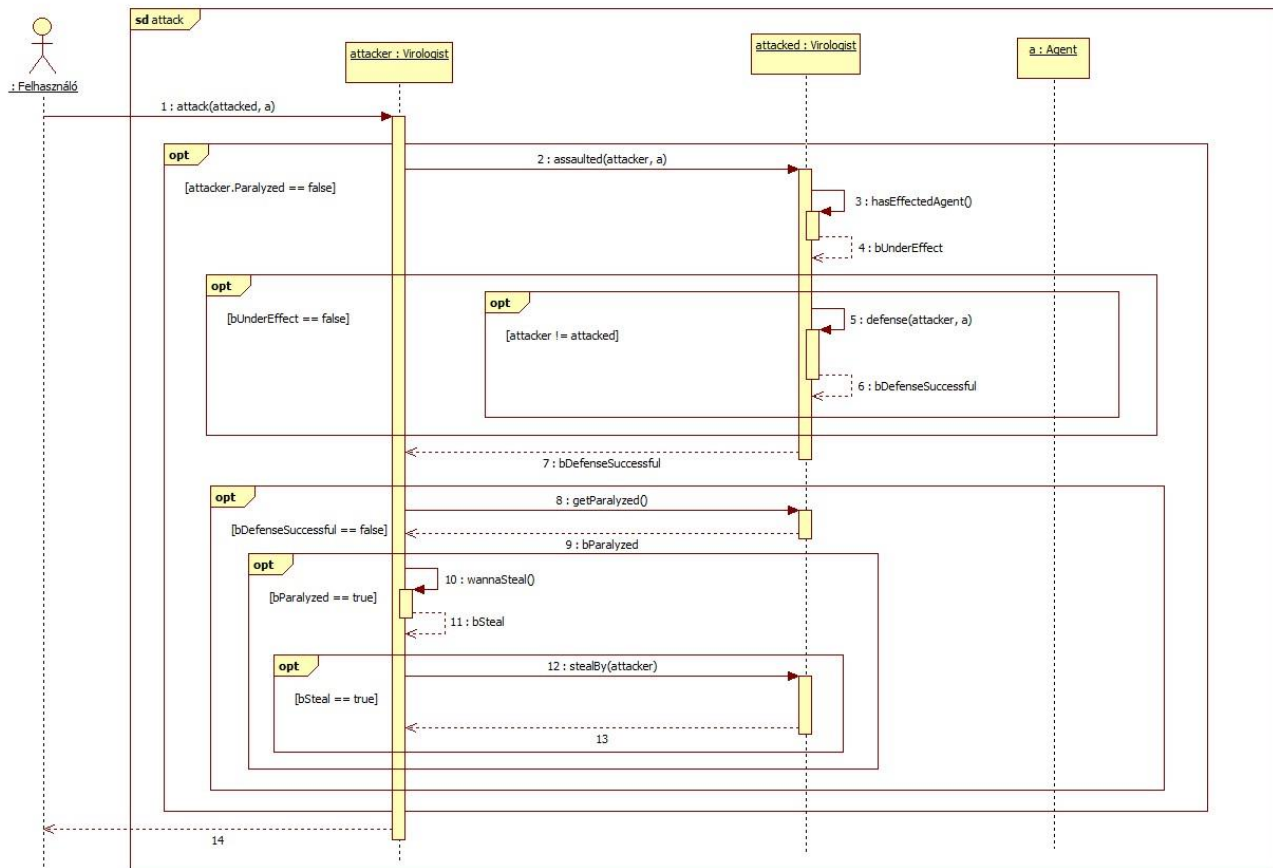 sd attack
attacker : Virologist
attacked : Virologist
a : Agent
: Felhasználó
1 : attack(attacked, a)
opt
2 : assaulted(attacker, a)
[attacker.Paralyzed == false]
3 : hasEffectedAgent()
4 : bUnderEffect
opt
[bUnderEffect == false]
opt
[attacker != attacked]
5 : defense(attacker, a)
6 : bDefenseSuccessful
7 : bDefenseSuccessful
opt
8 : getParalyzed()
[bDefenseSuccessful == false]
9 : bParalyzed
opt
10 : wannaSteal()
[bParalyzed == true]
11 : bSteal
opt
12 : stealBy(attacker)
[bSteal == true]
13
14